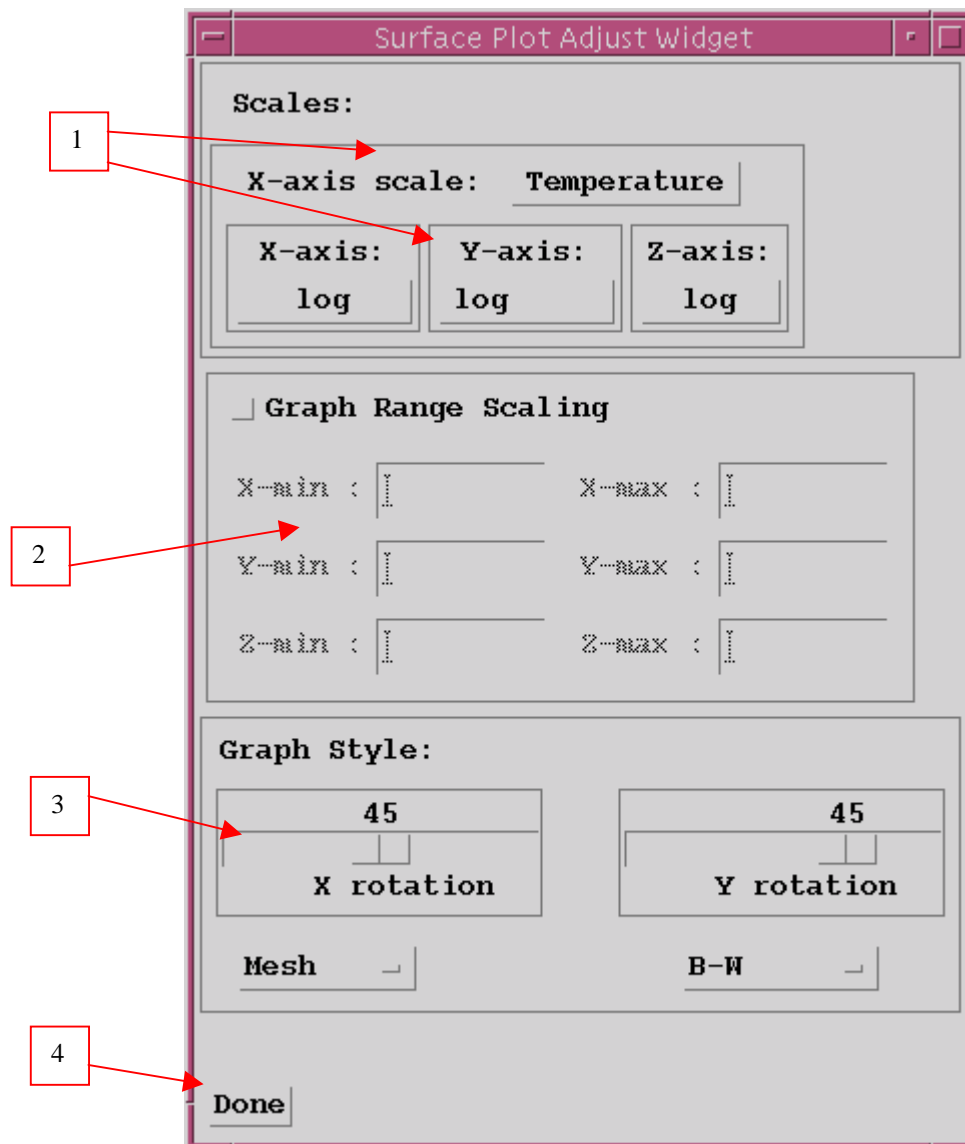 Surface Plot Adjust Widget
Scales:
1
X-axis scale: Temperature
X-axis: Y-axis: Z-axis:
log log log
Graph Range Scaling
X-min : X-max :
2
Y-min : Y-max :
Z-min : Z-max :
Graph Style:
3
45 45
X rotation Y rotation
Mesh B-W
4
Done